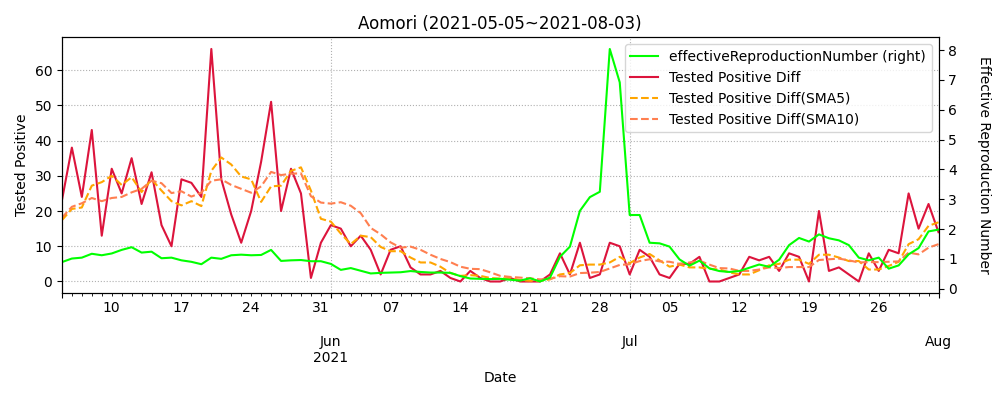 Aomori (2021-05-05~2021-08-03)
effectiveReproductionNumber (right)
Tested Positive Diff
Tested Positive Diff(SMA5)
Tested Positive Diff(SMA10)
Tested Positive
60
50
40
30
20
10
0
Effective Reproduction Number
8
7
6
5
4
3
2
1
0
10 17 24 31 07 14 21 28 05 12 19 26
Jun Jul Aug
2021
Date